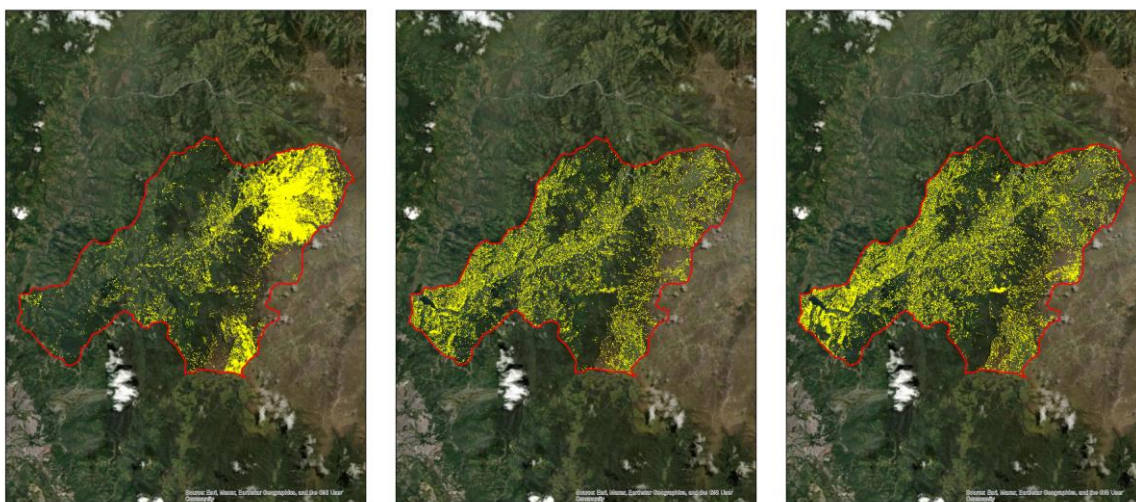 Source: Esri, Maxar, Earthstar Geographics, and the GIS User
Community
Source: Esri, Maxar, Earthstar Geographics, and the GIS User
Community
Source: Esri, Maxar, Earthstar Geographics, and the GIS User
Community